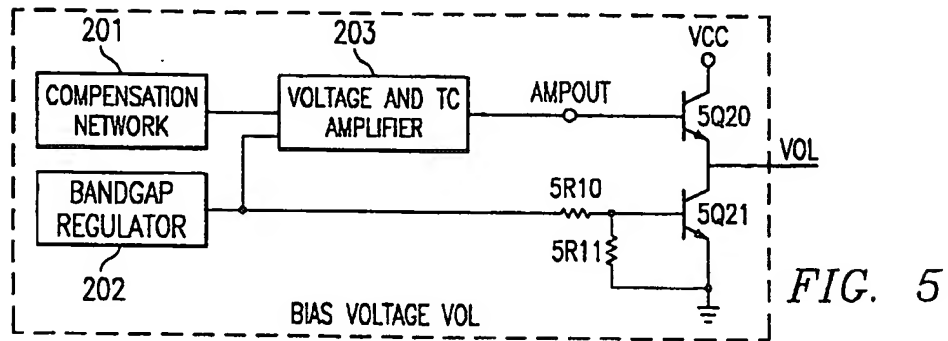 201
203
VCC
COMPENSATION
NETWORK
VOLTAGE AND TC
AMPLIFIER
AMPOUT
5Q20
VOL
BANDGAP
REGULATOR
5R10
5Q21
5R11
202
BIAS VOLTAGE VOL
FIG. 5